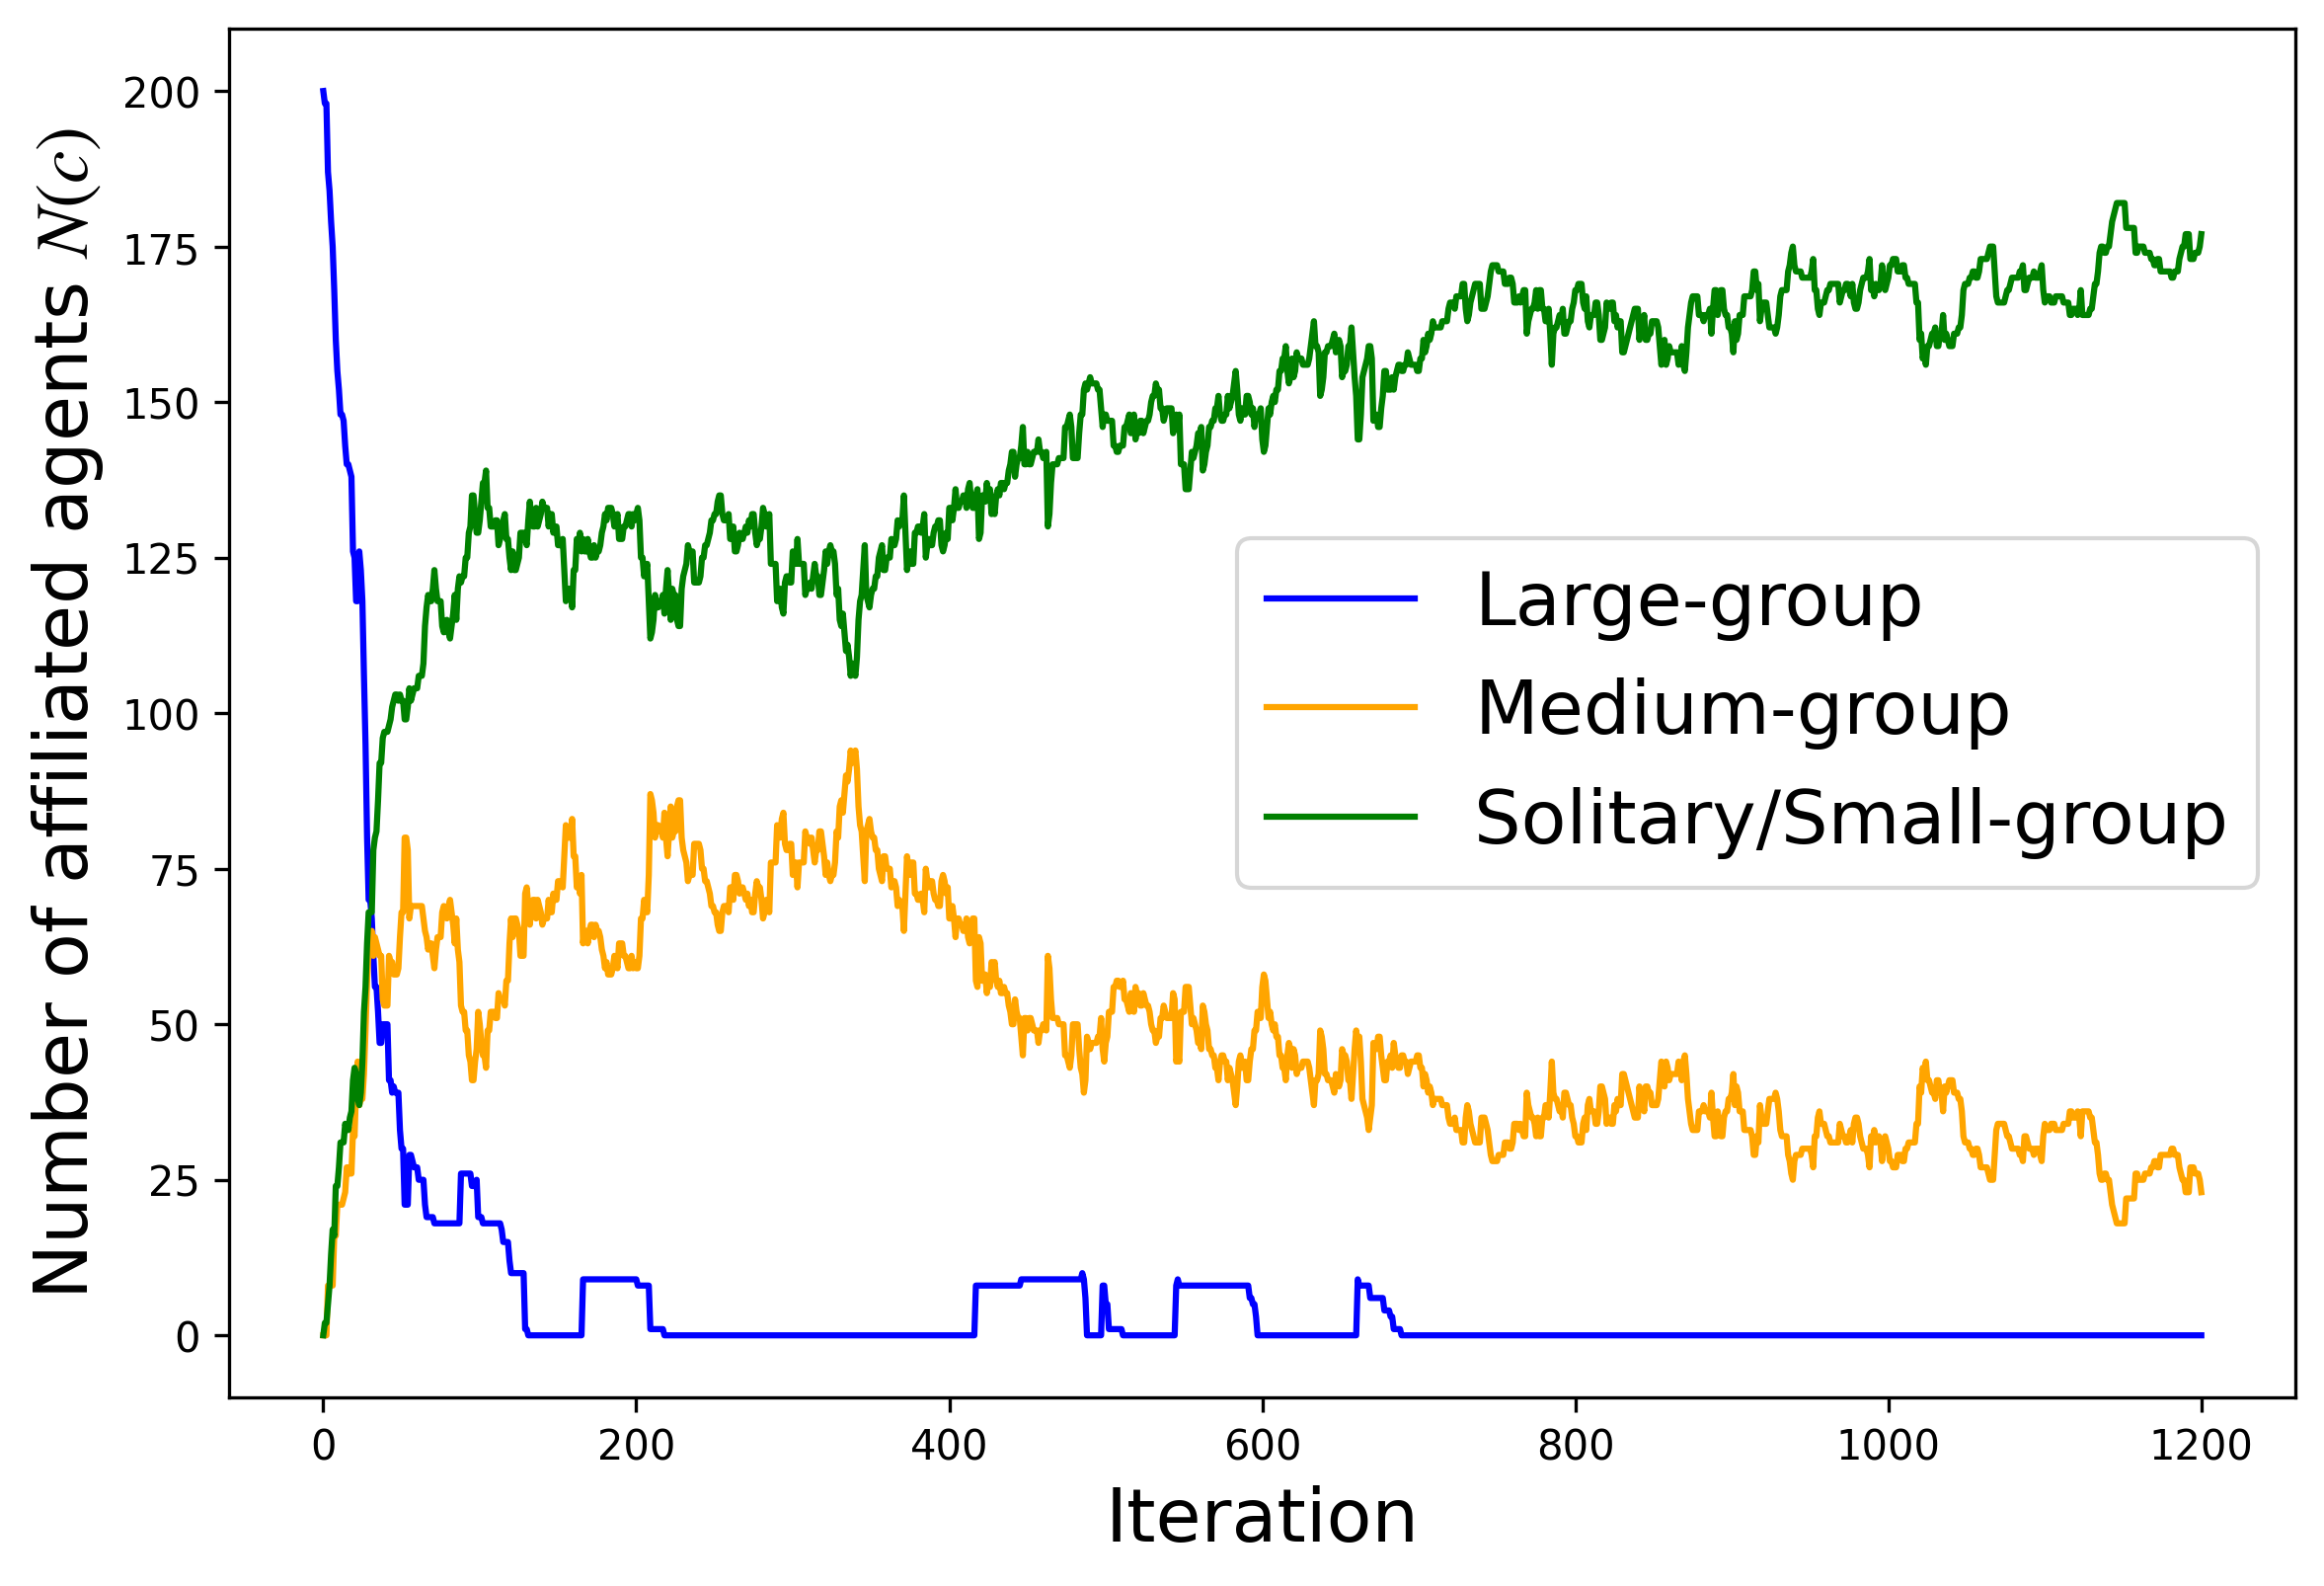 Number of affiliated agents N(c)
200
175
150
125
100
75
50
25
0
Large-group
Medium-group
Solitary/Small-group
0 200 400 600 800 1000 1200
Iteration